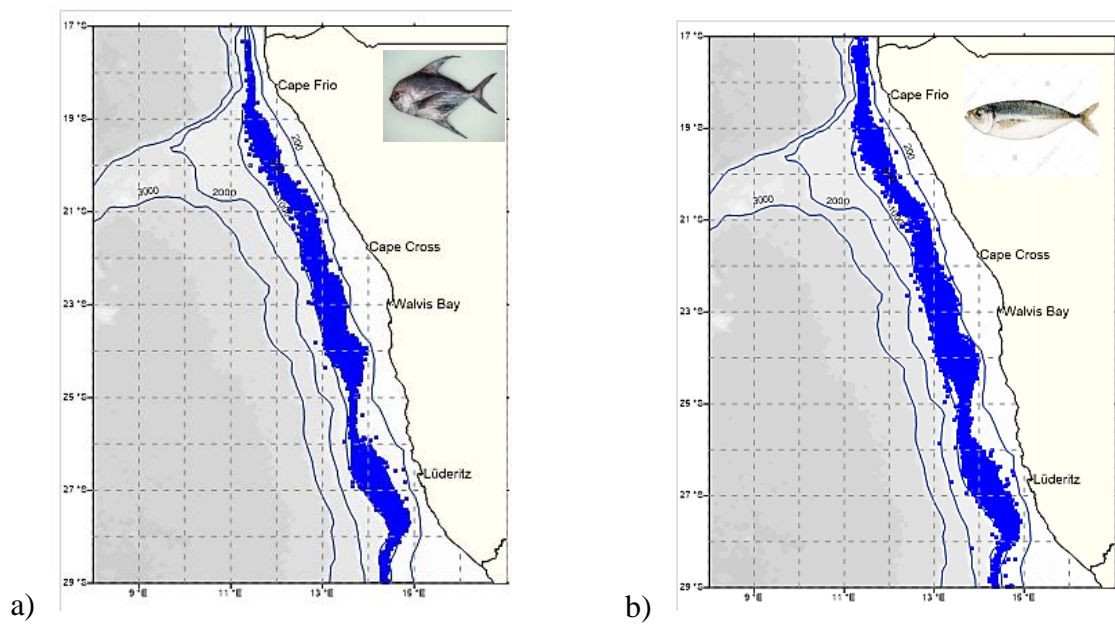 17°S
Cape Frio
19°S
200
3000
2000
21°S
Cape Cross
Walvis Bay
23°S
25°S
Lüderitz
27°S
29°S
9°E
11°E
13°E
15°E
a)
17°S
Cape Frio
19°S
200
3000
2000
21°S
Cape Cross
Walvis Bay
23°S
25°S
Lüderitz
27°S
29°S
9°E
11°E
13°E
15°E
b)